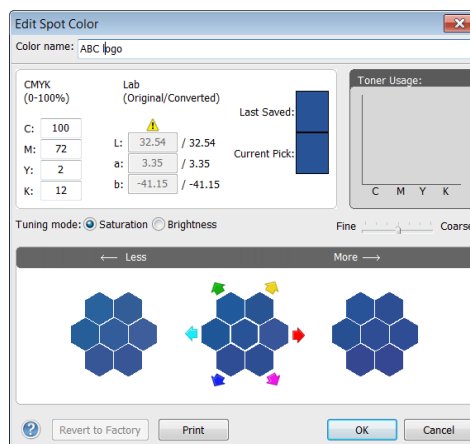 Edit Spot Color
Color name: ABC logo
CMYK
(0-100%)
Lab
(Original/Converted)
C: 100
M: 72
Y: 2
K: 12
L: 32.54 / 32.54
a: 3.35 / 3.35
b: -41.15 / -41.15
Last Saved:
Current Pick:
Toner Usage:
C M Y K
Tuning mode: Saturation Brightness
Fine Coarse
← Less More →
? Revert to Factory Print OK Cancel